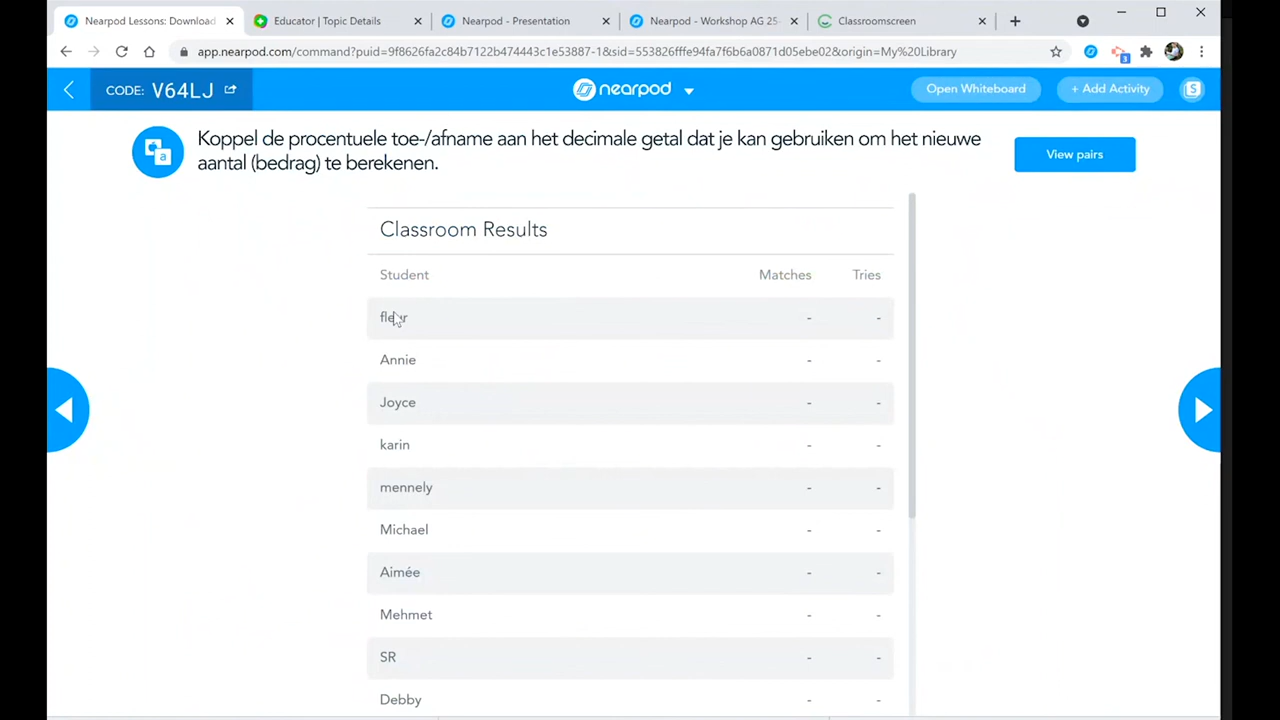 Nearpod Lessons: Download
Educator | Topic Details
Nearpod - Presentation
Nearpod - Workshop AG 25-
Classroomscreen
app.nearpod.com/command?puid=9f8626fa2c84b7122b474443c1e53887-1&sid=553826fffe94fa7f6b6a0871d05ebe02&origin=My%20Library
3
CODE: V64LJ
nearpod
Open Whiteboard
+ Add Activity
S
a
Koppel de procentuele toe-/afname aan het decimale getal dat je kan gebruiken om het nieuwe
aantal (bedrag) te berekenen.
View pairs
Classroom Results
Student Matches Tries
fleur - -
Annie - -
Joyce - -
karin - -
mennely - -
Michael - -
Aimée - -
Mehmet - -
SR - -
Debby - -